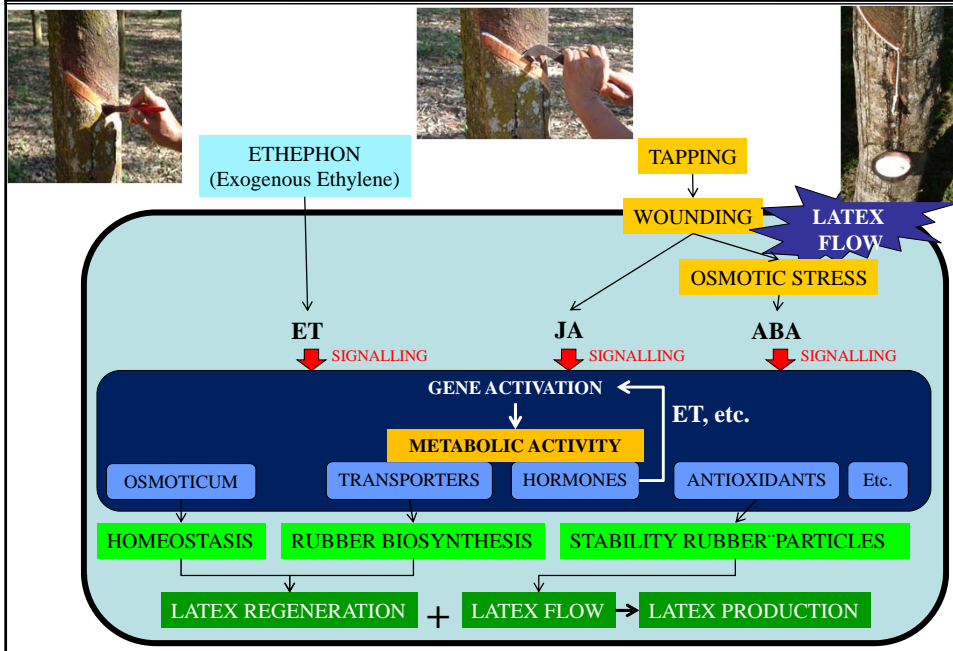 ETHEPHON
(Exogenous Ethylene)
TAPPING
WOUNDING
LATEX
FLOW
OSMOTIC STRESS
ET
JA
ABA
SIGNALLING
SIGNALLING
SIGNALLING
GENE ACTIVATION
ET, etc.
METABOLIC ACTIVITY
OSMOTICUM
TRANSPORTERS
HORMONES
ANTIOXIDANTS
Etc.
HOMEOSTASIS
RUBBER BIOSYNTHESIS
STABILITY RUBBER¨PARTICLES
LATEX REGENERATION
+
LATEX FLOW
LATEX PRODUCTION